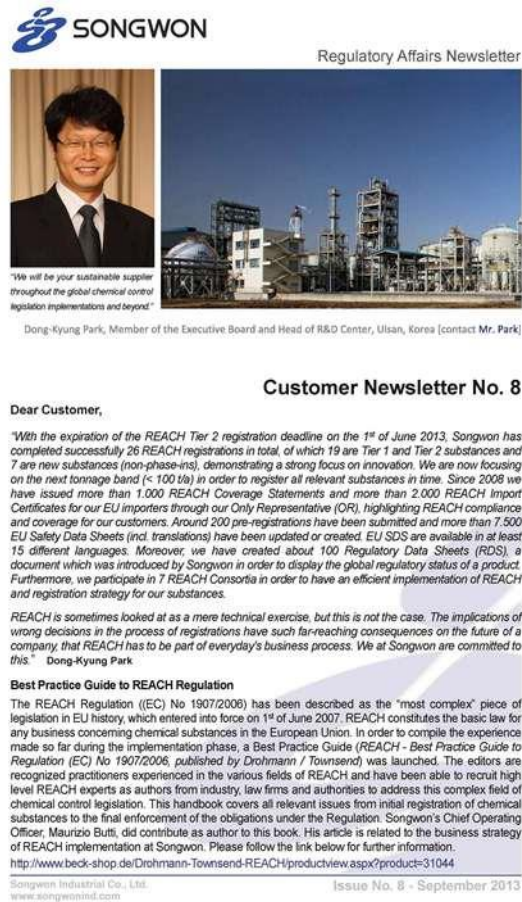 SONGWON
Regulatory Affairs Newsletter
"We will be your sustainable supplier
throughout the global chemical control
legislation implementations and beyond."
Dong-Kyung Park, Member of the Executive Board and Head of R&D Center, Ulsan, Korea [contact Mr. Park]
Customer Newsletter No. 8
Dear Customer,
"With the expiration of the REACH Tier 2 registration deadline on the 1st of June 2013, Songwon has
completed successfully 26 REACH registrations in total, of which 19 are Tier 1 and Tier 2 substances and
7 are new substances (non-phase-ins), demonstrating a strong focus on innovation. We are now focusing
on the next tonnage band (< 100 t/a) in order to register all relevant substances in time. Since 2008 we
have issued more than 1.000 REACH Coverage Statements and more than 2.000 REACH Import
Certificates for our EU importers through our Only Representative (OR), highlighting REACH compliance
and coverage for our customers. Around 200 pre-registrations have been submitted and more than 7.500
EU Safety Data Sheets (incl. translations) have been updated or created. EU SDS are available in at least
15 different languages. Moreover, we have created about 100 Regulatory Data Sheets (RDS), a
document which was introduced by Songwon in order to display the global regulatory status of a product.
Furthermore, we participate in 7 REACH Consortia in order to have an efficient implementation of REACH
and registration strategy for our substances.
REACH is sometimes looked at as a mere technical exercise, but this is not the case. The implications of
wrong decisions in the process of registrations have such far-reaching consequences on the future of a
company, that REACH has to be part of everyday's business process. We at Songwon are committed to
this." Dong-Kyung Park
Best Practice Guide to REACH Regulation
The REACH Regulation ((EC) No 1907/2006) has been described as the "most complex" piece of
legislation in EU history, which entered into force on 1st of June 2007. REACH constitutes the basic law for
any business concerning chemical substances in the European Union. In order to compile the experience
made so far during the implementation phase, a Best Practice Guide (REACH - Best Practice Guide to
Regulation (EC) No 1907/2006, published by Drohmann / Townsend) was launched. The editors are
recognized practitioners experienced in the various fields of REACH and have been able to recruit high
level REACH experts as authors from industry, law firms and authorities to address this complex field of
chemical control legislation. This handbook covers all relevant issues from initial registration of chemical
substances to the final enforcement of the obligations under the Regulation. Songwon's Chief Operating
Officer, Maurizio Butti, did contribute as author to this book. His article is related to the business strategy
of REACH implementation at Songwon. Please follow the link below for further information.
http://www.beck-shop.de/Drohmann-Townsend-REACH/productview.aspx?product=31044
Songwon Industrial Co., Ltd.
www.songwonind.com
Issue No. 8 - September 2013